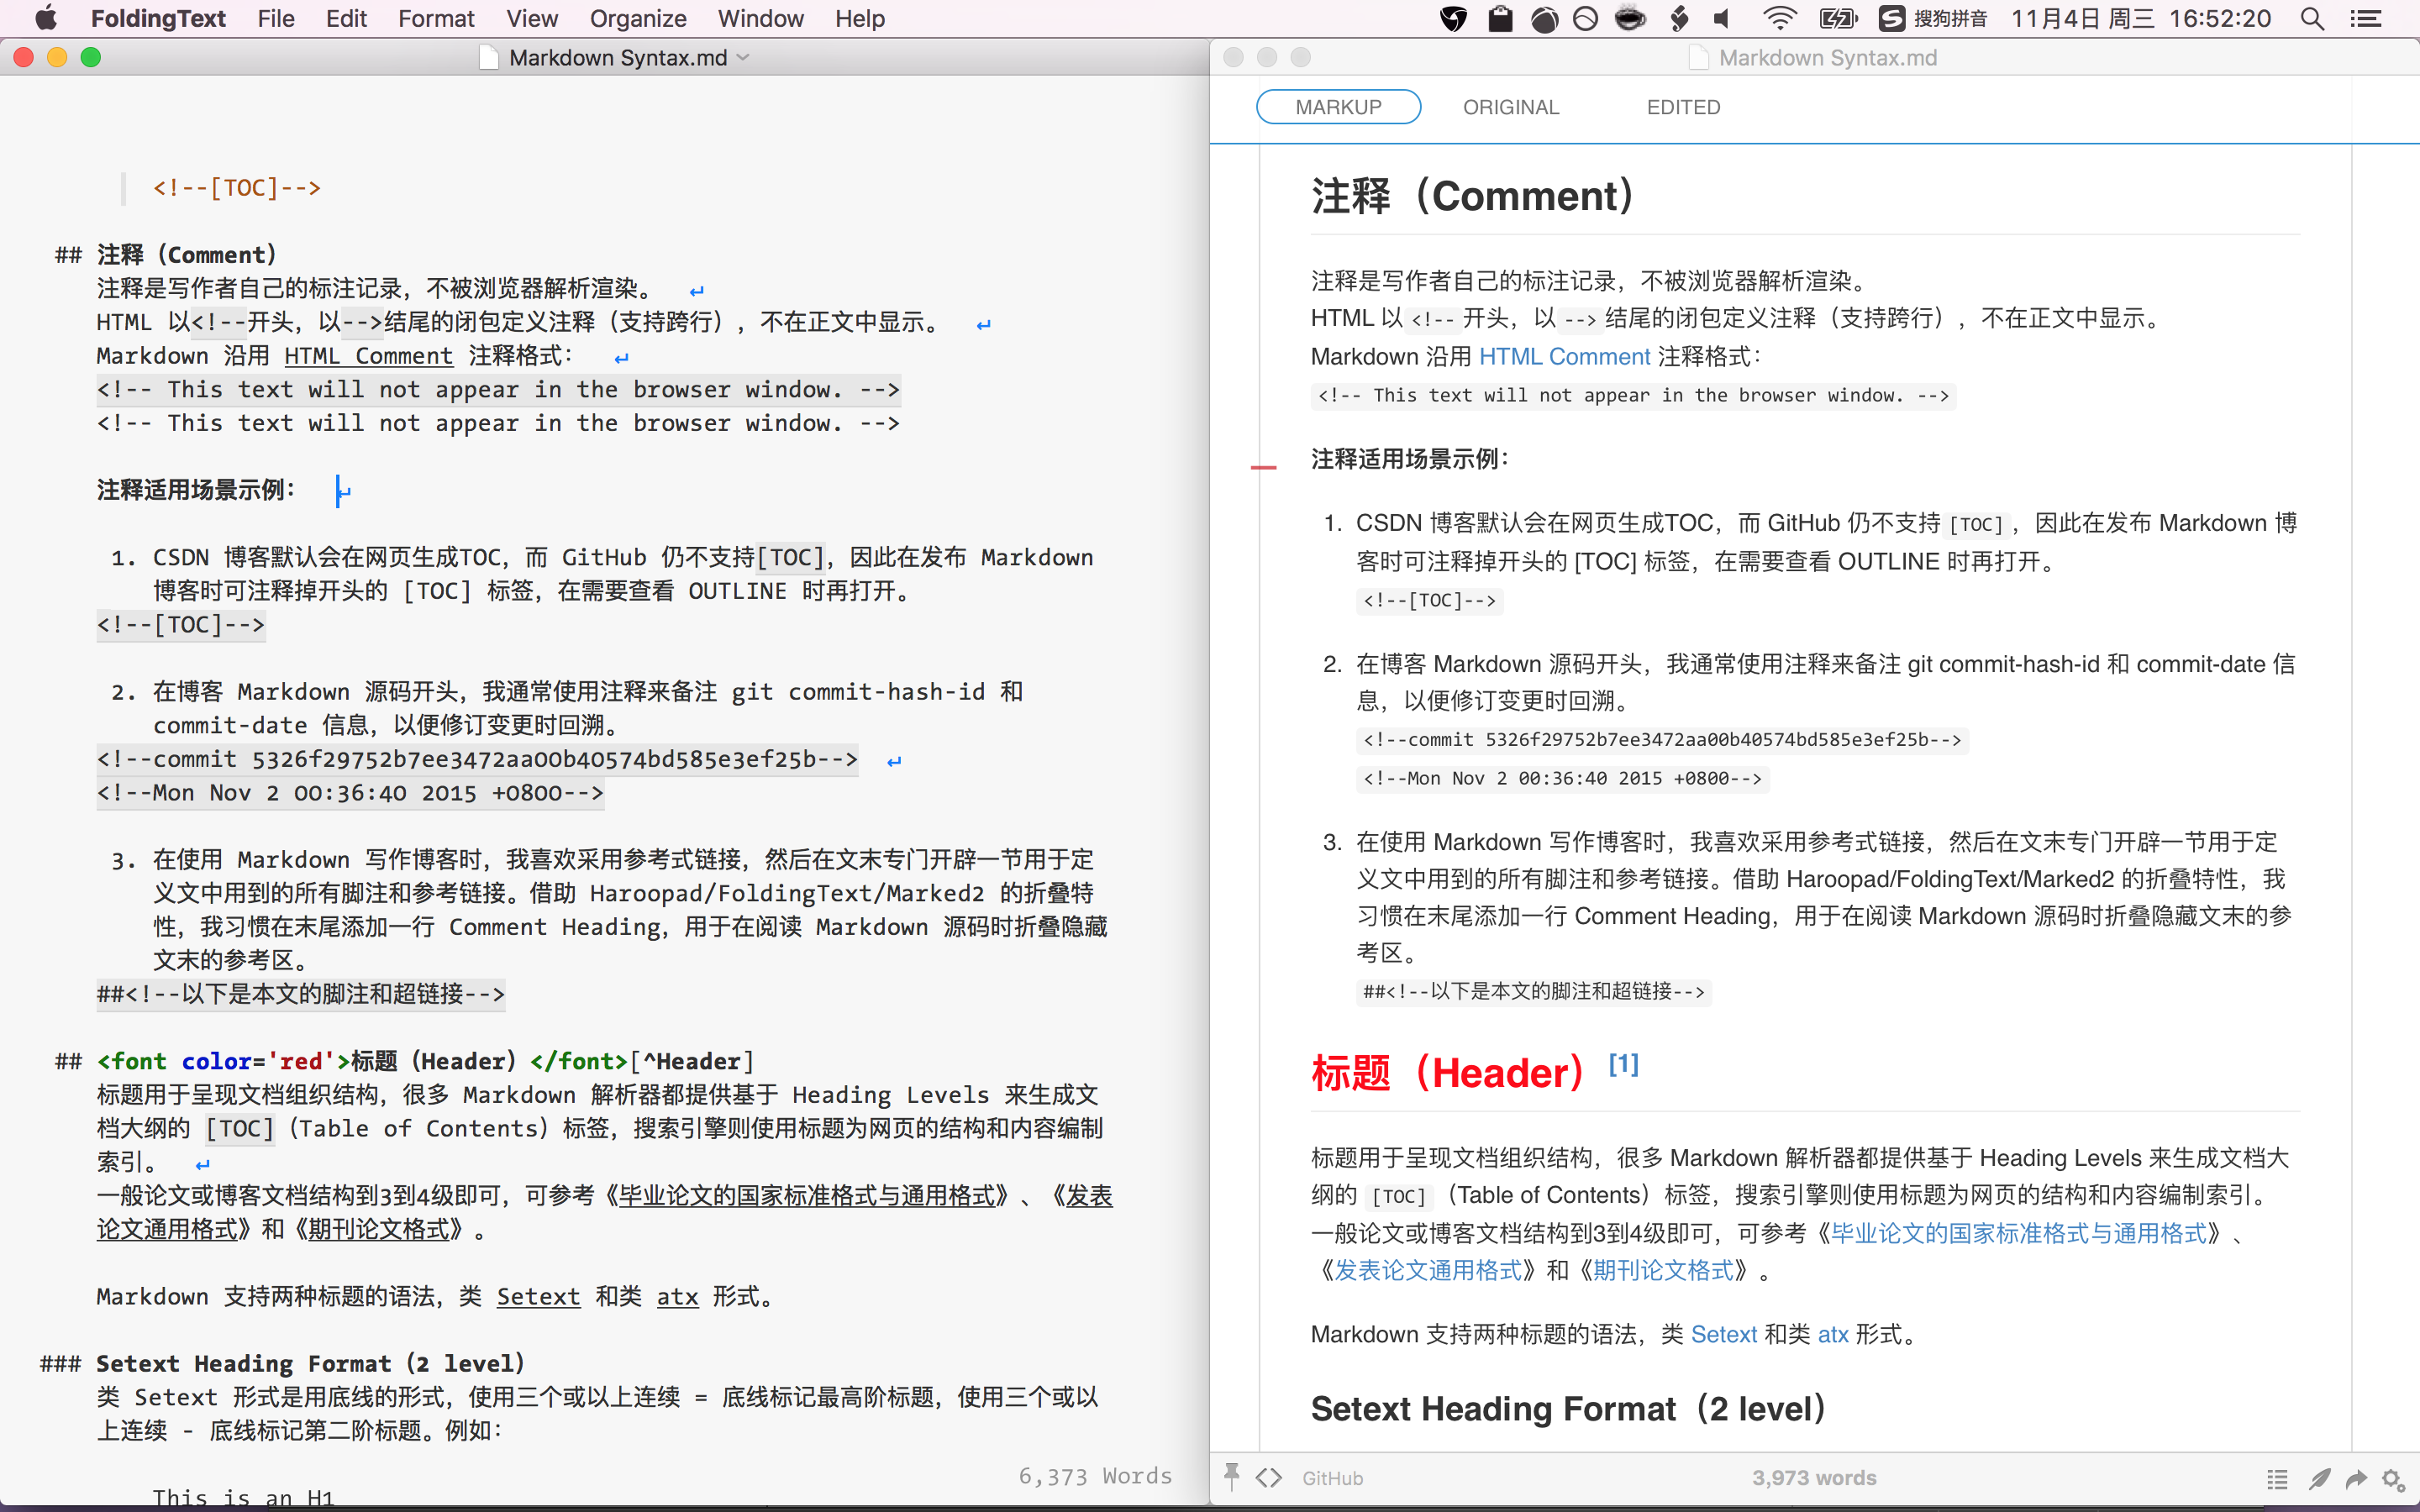 FoldingText File Edit Format View Organize Window Help
搜狗拼音 11月4日 周三 16:52:20
Markdown Syntax.md
<!--[TOC]-->
## 注释（Comment）
注释是写作者自己的标注记录，不被浏览器解析渲染。 ↵
HTML 以<!--开头，以-->结尾的闭包定义注释（支持跨行），不在正文中显示。 ↵
Markdown 沿用 HTML Comment 注释格式： ↵
<!-- This text will not appear in the browser window. -->
<!-- This text will not appear in the browser window. -->
注释适用场景示例： ↵
1. CSDN 博客默认会在网页生成TOC，而 GitHub 仍不支持[TOC]，因此在发布 Markdown
博客时可注释掉开头的 [TOC] 标签，在需要查看 OUTLINE 时再打开。
<!--[TOC]-->
2. 在博客 Markdown 源码开头，我通常使用注释来备注 git commit-hash-id 和
commit-date 信息，以便修订变更时回溯。
<!--commit 5326f29752b7ee3472aa00b40574bd585e3ef25b--> ↵
<!--Mon Nov 2 00:36:40 2015 +0800-->
3. 在使用 Markdown 写作博客时，我喜欢采用参考式链接，然后在文末专门开辟一节用于定
义文中用到的所有脚注和参考链接。借助 Haroopad/FoldingText/Marked2 的折叠特
性，我习惯在末尾添加一行 Comment Heading，用于在阅读 Markdown 源码时折叠隐藏
文末的参考区。
##<!--以下是本文的脚注和超链接-->
## <font color='red'>标题（Header）</font>[^Header]
标题用于呈现文档组织结构，很多 Markdown 解析器都提供基于 Heading Levels 来生成文
档大纲的 [TOC]（Table of Contents）标签，搜索引擎则使用标题为网页的结构和内容编制
索引。 ↵
一般论文或博客文档结构到3到4级即可，可参考《毕业论文的国家标准格式与通用格式》、《发表
论文通用格式》和《期刊论文格式》。
Markdown 支持两种标题的语法，类 Setext 和类 atx 形式。
### Setext Heading Format（2 level）
类 Setext 形式是用底线的形式，使用三个或以上连续 = 底线标记最高阶标题，使用三个或以
上连续 - 底线标记第二阶标题。例如：
This is an H1
6,373 Words
Markdown Syntax.md
MARKUP ORIGINAL EDITED
注释（Comment）
注释是写作者自己的标注记录，不被浏览器解析渲染。
HTML 以 <!-- 开头，以 --> 结尾的闭包定义注释（支持跨行），不在正文中显示。
Markdown 沿用 HTML Comment 注释格式：
<!-- This text will not appear in the browser window. -->
注释适用场景示例：
1. CSDN 博客默认会在网页生成TOC，而 GitHub 仍不支持 [TOC] ，因此在发布 Markdown 博
客时可注释掉开头的 [TOC] 标签，在需要查看 OUTLINE 时再打开。
<!--[TOC]-->
2. 在博客 Markdown 源码开头，我通常使用注释来备注 git commit-hash-id 和 commit-date 信
息，以便修订变更时回溯。
<!--commit 5326f29752b7ee3472aa00b40574bd585e3ef25b-->
<!--Mon Nov 2 00:36:40 2015 +0800-->
3. 在使用 Markdown 写作博客时，我喜欢采用参考式链接，然后在文末专门开辟一节用于定
义文中用到的所有脚注和参考链接。借助 Haroopad/FoldingText/Marked2 的折叠特性，我
习惯在末尾添加一行 Comment Heading，用于在阅读 Markdown 源码时折叠隐藏文末的参
考区。
##<!--以下是本文的脚注和超链接-->
标题（Header） [1]
标题用于呈现文档组织结构，很多 Markdown 解析器都提供基于 Heading Levels 来生成文档大
纲的 [TOC]（Table of Contents）标签，搜索引擎则使用标题为网页的结构和内容编制索引。
一般论文或博客文档结构到3到4级即可，可参考《毕业论文的国家标准格式与通用格式》、
《发表论文通用格式》和《期刊论文格式》。
Markdown 支持两种标题的语法，类 Setext 和类 atx 形式。
Setext Heading Format（2 level）
GitHub 3,973 words